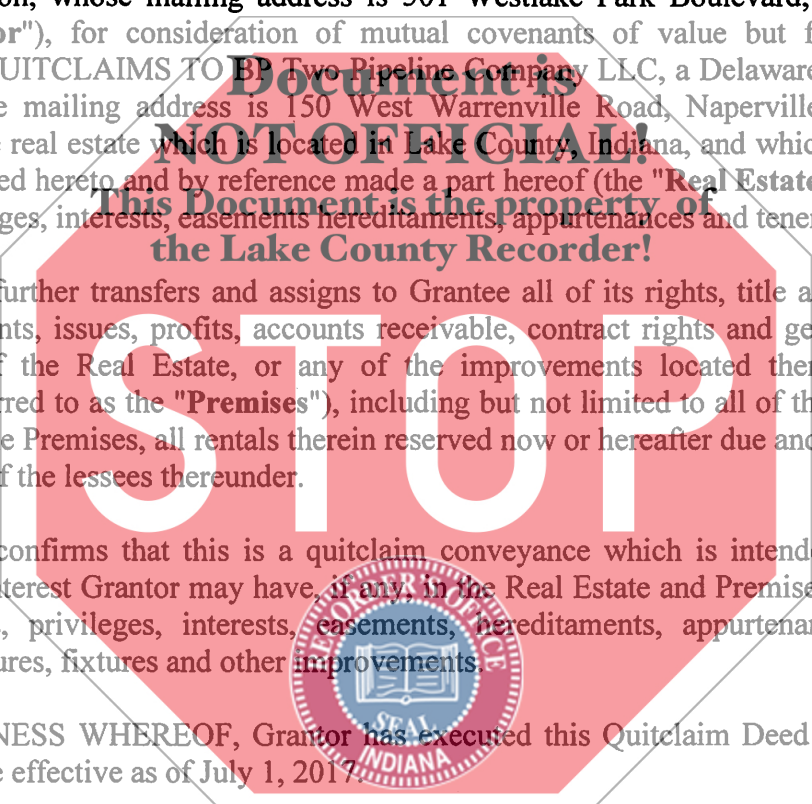 on, whose mailing address is 501 Westlake Park Boulevard,
or"), for consideration of mutual covenants of value but f
UITCLAIMS TO BP Two Pipeline Company LLC, a Delaware
Document is
e mailing address is 150 West Warrenville Road, Naperville
NOT OFFICIAL!
e real estate which is located in Lake County, Indiana, and whic
ed hereto and by reference made a part hereof (the "Real Estate
This Document is the property of
ges, interests, easements hereditaments, appurtenances and tene
the Lake County Recorder!
further transfers and assigns to Grantee all of its rights, title a
nts, issues, profits, accounts receivable, contract rights and ge
f the Real Estate, or any of the improvements located ther
red to as the "Premises"), including but not limited to all of th
e Premises, all rentals therein reserved now or hereafter due and
f the lessees thereunder.
STOP
confirms that this is a quitclaim conveyance which is intend
terest Grantor may have, if any, in the Real Estate and Premise
, privileges, interests, easements, hereditaments, appurtenan
ures, fixtures and other improvements.
RECORDER'S OFFICE
SEAL
INDIANA
NESS WHEREOF, Grantor has executed this Quitclaim Deed
e effective as of July 1, 2017.